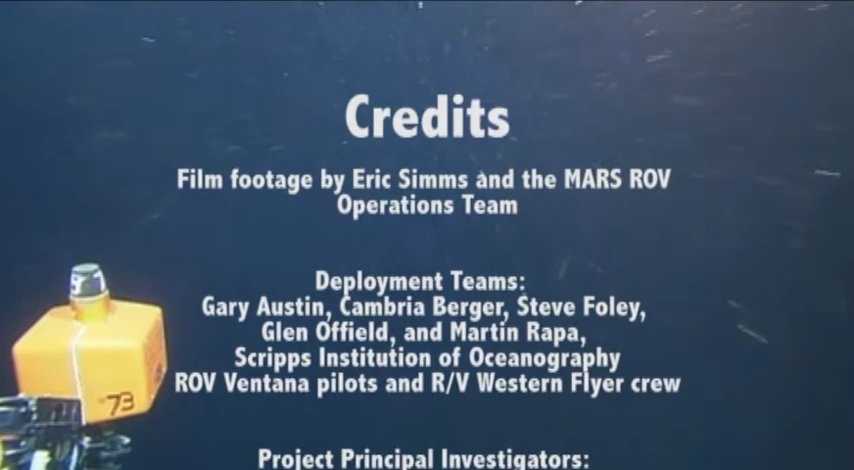 Credits
Film footage by Eric Simms and the MARS ROV
Operations Team
Deployment Teams:
Gary Austin, Cambria Berger, Steve Foley,
Glen Offield, and Martin Rapa,
Scripps Institution of Oceanography
ROV Ventana pilots and R/V Western Flyer crew
73
Project Principal Investigators: